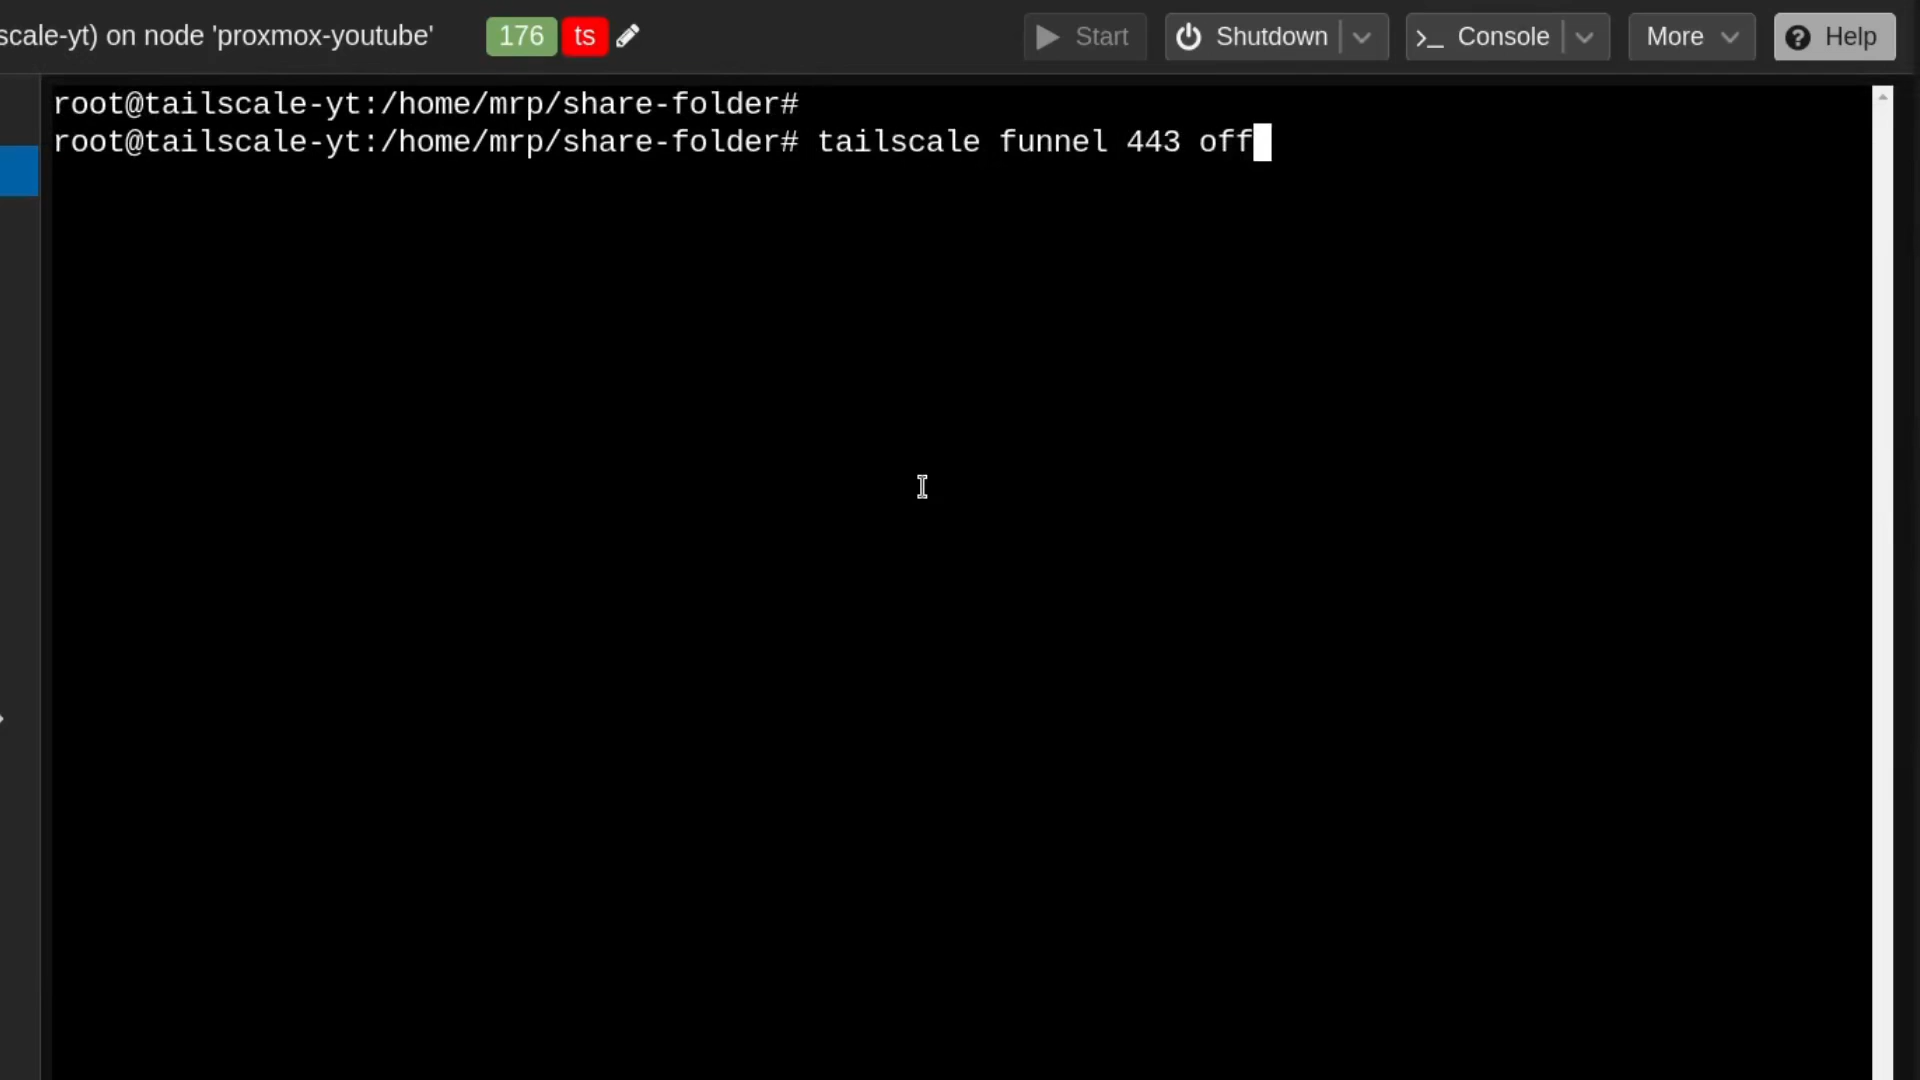 scale-yt) on node 'proxmox-youtube' 176 ts Start Shutdown Console More Help
root@tailscale-yt:/home/mrp/share-folder#
root@tailscale-yt:/home/mrp/share-folder# tailscale funnel 443 off